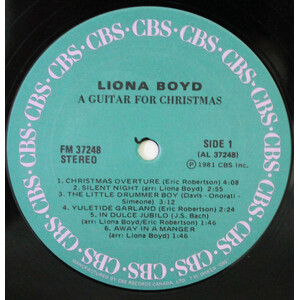 CBS·CBS·CBS·CBS·CBS·CBS·CBS·CBS·CBS·CBS·CBS·CBS
LIONA BOYD
A GUITAR FOR CHRISTMAS
FM 37248
STEREO
SIDE 1
(AL 37248)
℗ 1981 CBS Inc.
1. CHRISTMAS OVERTURE (Eric Robertson) 4:08
2. SILENT NIGHT (arr: Liona Boyd) 2:55
3. THE LITTLE DRUMMER BOY (Davis - Onorati -
Simeone) 3:12
4. YULETIDE GARLAND (Eric Robertson) 2:24
5. IN DULCE JUBILO (J.S. Bach)
(arr: Liona Boyd/Eric Robertson) 1:46
6. AWAY IN A MANGER
(arr: Liona Boyd) 1:46